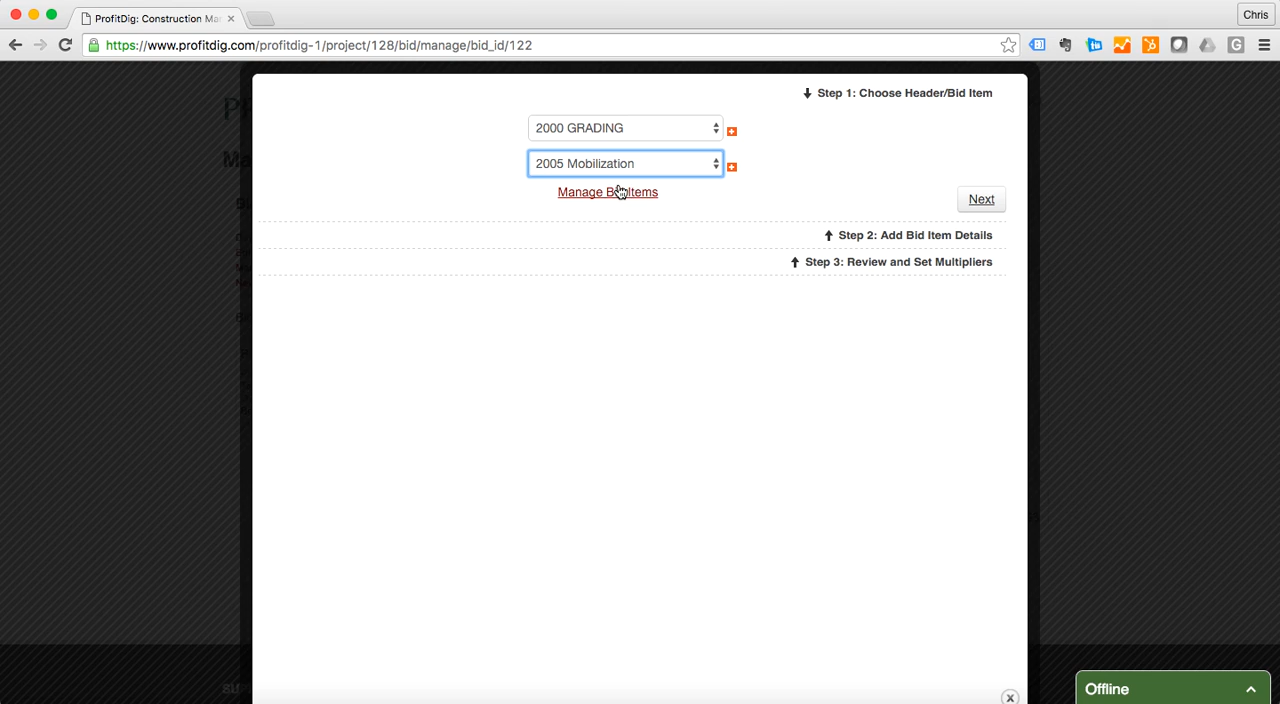 ProfitDig: Construction Ma
Chris
https://www.profitdig.com/profitdig-1/project/128/bid/manage/bid_id/122
Step 1: Choose Header/Bid Item
2000 GRADING
2005 Mobilization
Manage Bid Items
Next
Step 2: Add Bid Item Details
Step 3: Review and Set Multipliers
Offline